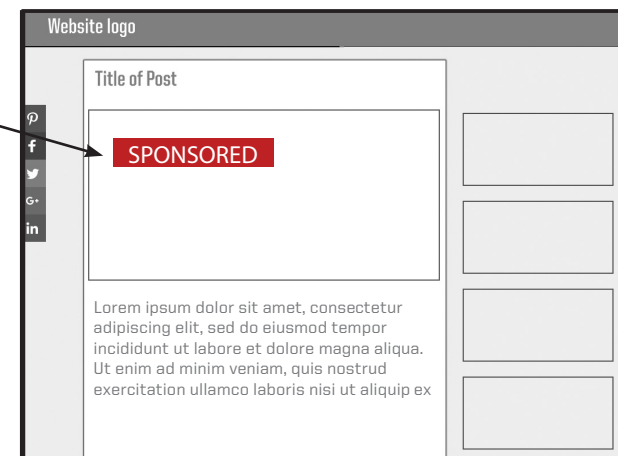 Website logo
Title of Post
SPONSORED
G+
in
Lorem ipsum dolor sit amet, consectetur
adipiscing elit, sed do eiusmod tempor
incididunt ut labore et dolore magna aliqua.
Ut enim ad minim veniam, quis nostrud
exercitation ullamco laboris nisi ut aliquip ex